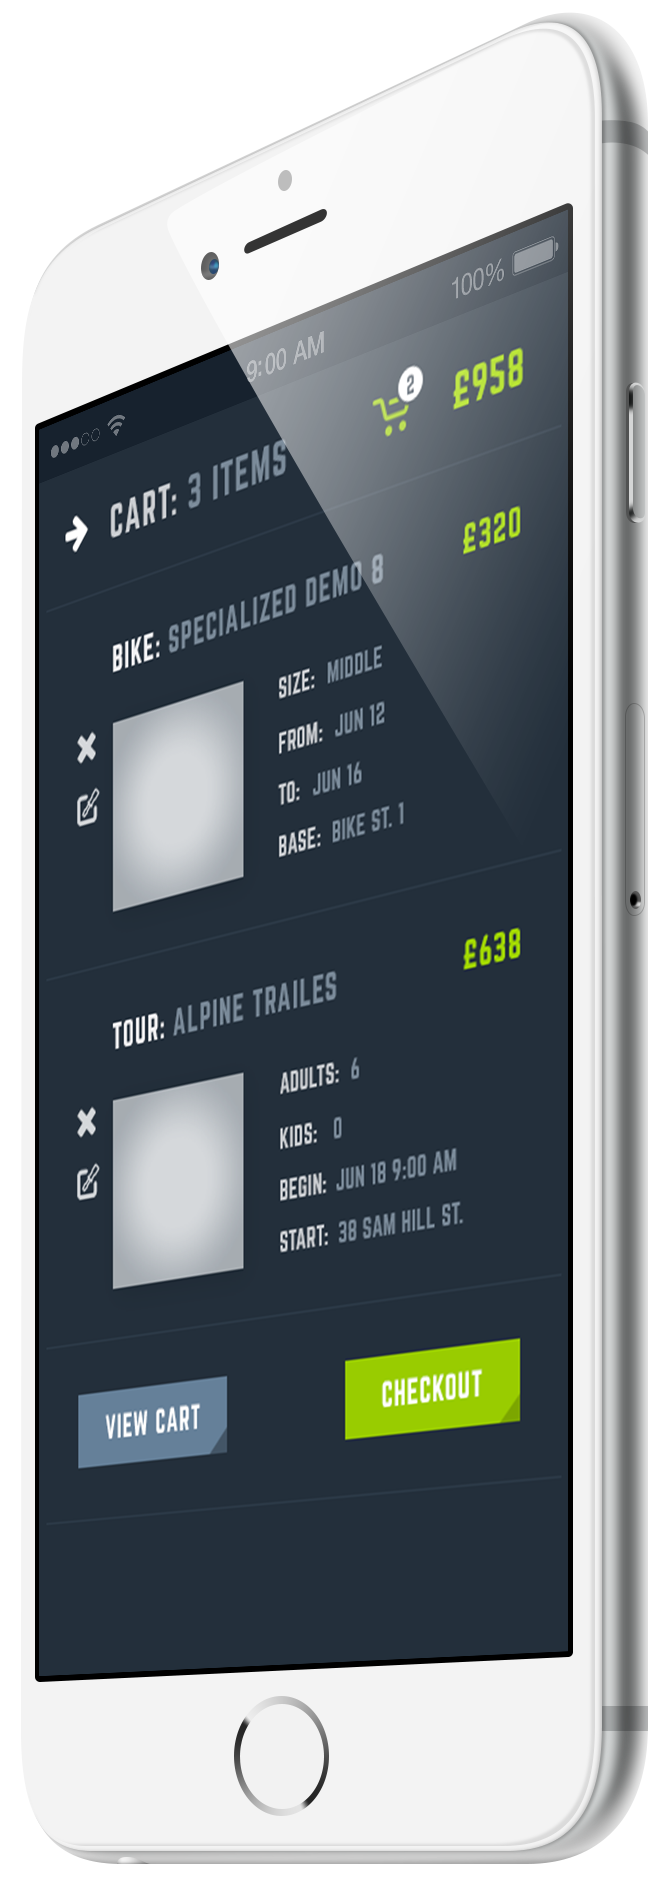 100%
9:00 AM
2
£958
CART: 3 ITEMS
£320
BIKE: SPECIALIZED DEMO 8
SIZE: MIDDLE
FROM: JUN 12
TO: JUN 16
BASE: BIKE ST. 1
£638
TOUR: ALPINE TRAILES
ADULTS: 6
KIDS: 0
BEGIN: JUN 18 9:00 AM
START: 38 SAM HILL ST.
VIEW CART
CHECKOUT